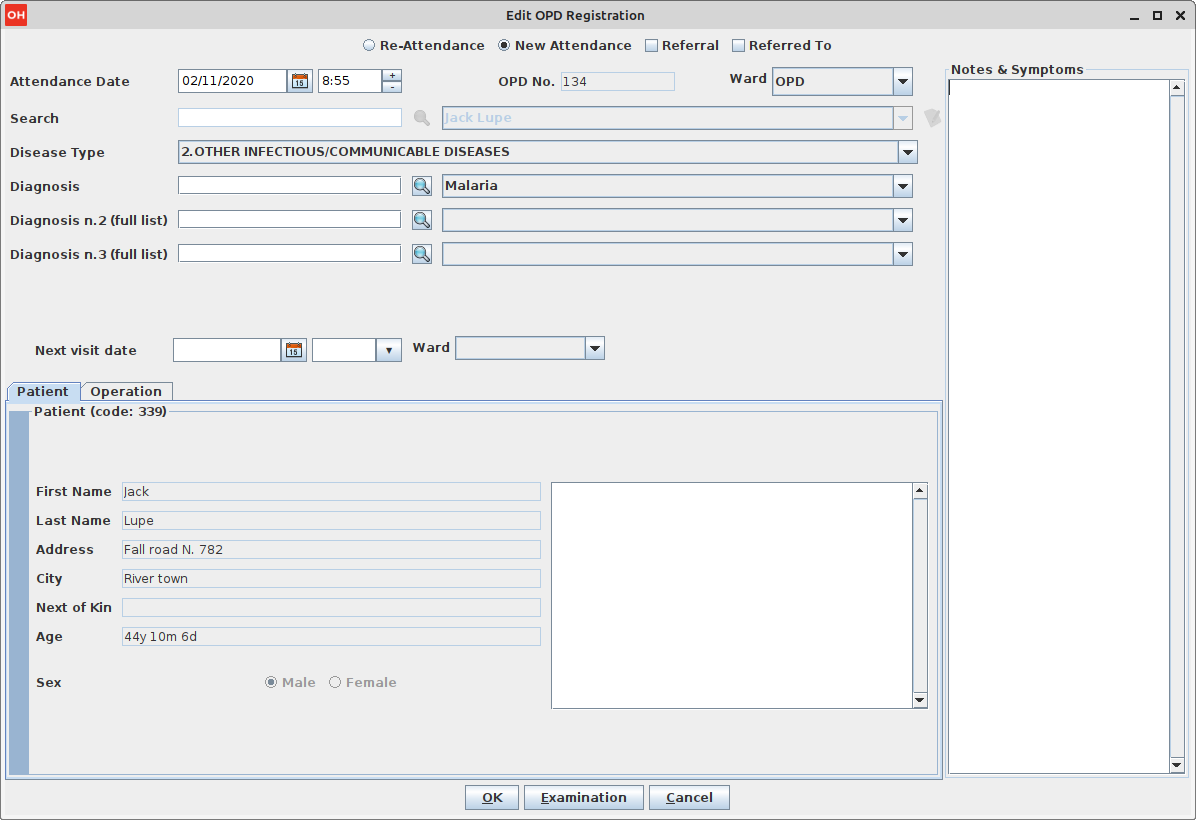 OH Edit OPD Registration
Re-Attendance New Attendance Referral Referred To
Attendance Date 02/11/2020 15 8:55 + - OPD No. 134 Ward OPD
Notes & Symptoms
Search Jack Lupe
Disease Type 2.OTHER INFECTIOUS/COMMUNICABLE DISEASES
Diagnosis Malaria
Diagnosis n.2 (full list)
Diagnosis n.3 (full list)
Next visit date 15 Ward
Patient Operation
Patient (code: 339)
First Name Jack
Last Name Lupe
Address Fall road N. 782
City River town
Next of Kin
Age 44y 10m 6d
Sex Male Female
OK Examination Cancel